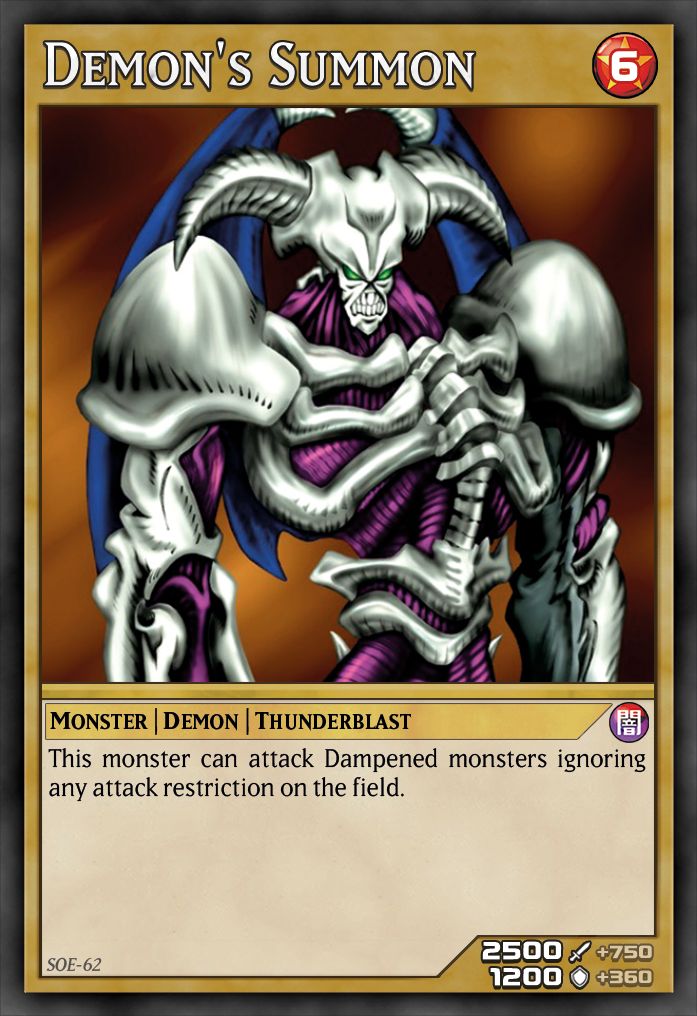 Demon's Summon
6
Monster | Demon | Thunderblast
闇
This monster can attack Dampened monsters ignoring
any attack restriction on the field.
2500 +750
SOE-62
1200 +360